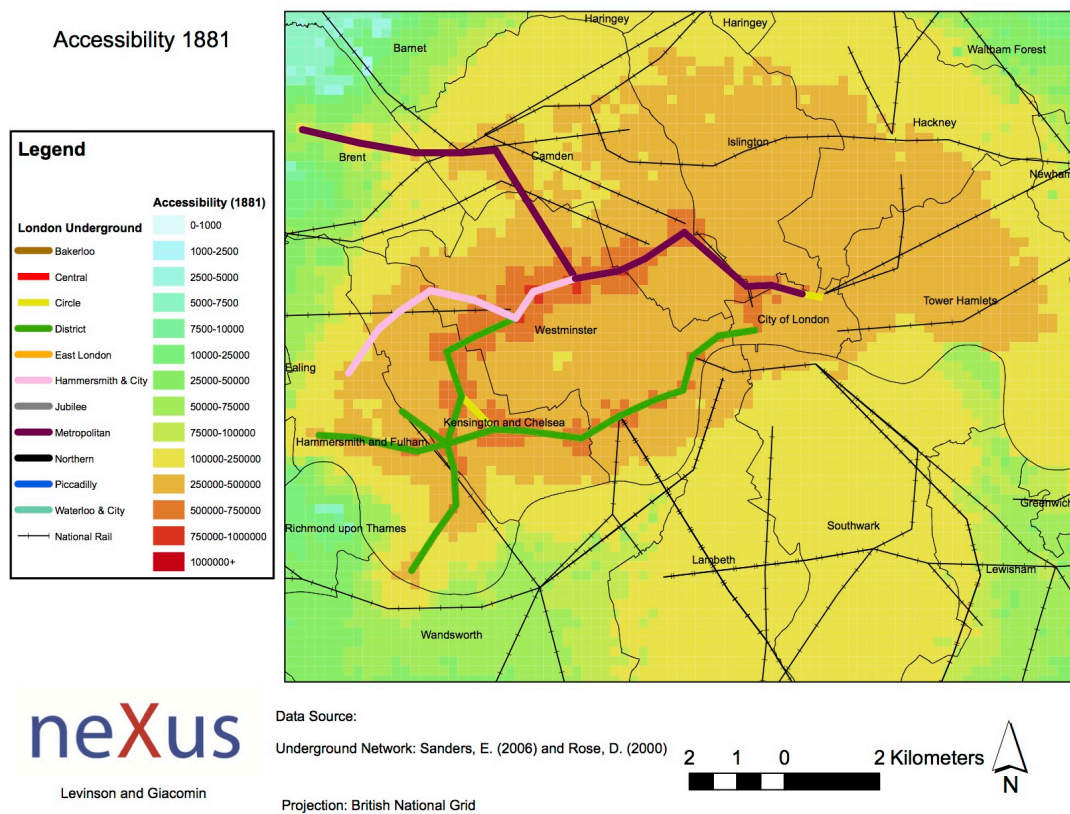 Accessibility 1881
Legend
Accessibility (1881)
London Underground
Bakerloo
Central
Circle
District
East London
Hammersmith & City
Jubilee
Metropolitan
Northern
Piccadilly
Waterloo & City
National Rail
0-1000
1000-2500
2500-5000
5000-7500
7500-10000
10000-25000
25000-50000
50000-75000
75000-100000
100000-250000
250000-500000
500000-750000
750000-1000000
1000000+
Haringey
Haringey
Barnet
Waltham Forest
Hackney
Islington
Brent
Camden
Newham
Tower Hamlets
City of London
Westminster
Ealing
Kensington and Chelsea
Hammersmith and Fulham
Greenwich
Richmond upon Thames
Southwark
Lambeth
Lewisham
Wandsworth
neXus
Levinson and Giacomin
Data Source:
Underground Network: Sanders, E. (2006) and Rose, D. (2000)
Projection: British National Grid
2 1 0 2 Kilometers
N